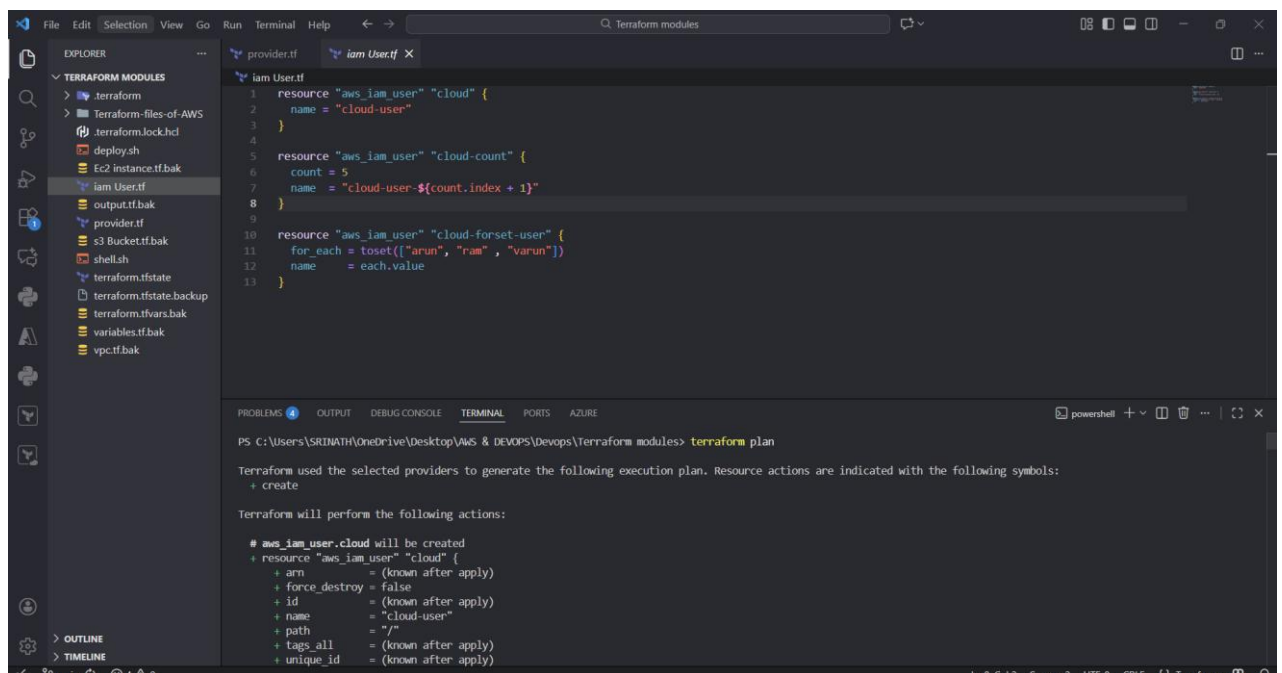 File Edit Selection View Go Run Terminal Help
Terraform modules
EXPLORER
TERRAFORM MODULES
.terraform
Terraform-files-of-AWS
.terraform.lock.hcl
deploy.sh
Ec2 instance.tf.bak
iam User.tf
output.tf.bak
provider.tf
s3 Bucket.tf.bak
shell.sh
terraform.tfstate
terraform.tfstate.backup
terraform.tfvars.bak
variables.tf.bak
vpc.tf.bak
OUTLINE
TIMELINE
provider.tf iam User.tf
iam User.tf
1 resource "aws_iam_user" "cloud" {
2 name = "cloud-user"
3 }
4
5 resource "aws_iam_user" "cloud-count" {
6 count = 5
7 name = "cloud-user-${count.index + 1}"
8 }
9
10 resource "aws_iam_user" "cloud-forset-user" {
11 for_each = toset(["arun", "ram" , "varun"])
12 name = each.value
13 }
PROBLEMS 4 OUTPUT DEBUG CONSOLE TERMINAL PORTS AZURE
powershell
PS C:\Users\SRINATH\OneDrive\Desktop\AWS & DEVOPS\Devops\Terraform modules> terraform plan
Terraform used the selected providers to generate the following execution plan. Resource actions are indicated with the following symbols:
+ create
Terraform will perform the following actions:
# aws_iam_user.cloud will be created
+ resource "aws_iam_user" "cloud" {
+ arn = (known after apply)
+ force_destroy = false
+ id = (known after apply)
+ name = "cloud-user"
+ path = "/"
+ tags_all = (known after apply)
+ unique_id = (known after apply)